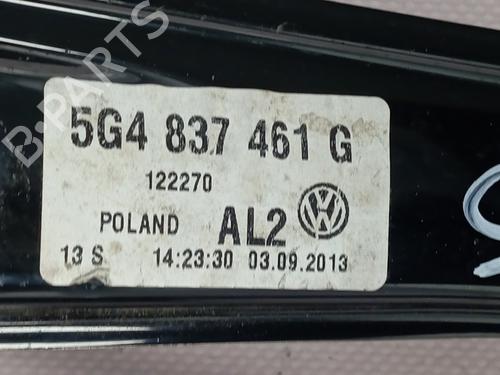 5G4 837 461 G
122270
POLAND AL2
13 S 14:23:30 03.09.2013
B-PARTS